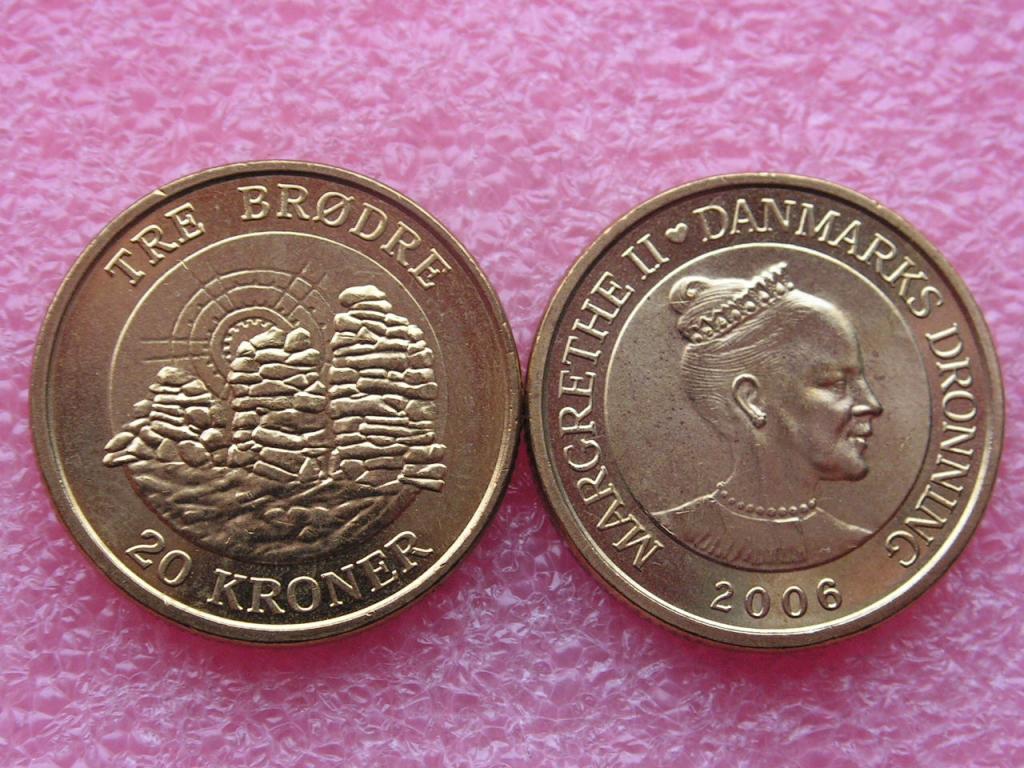 TRE BRØDRE
20 KRONER
MARGRETHE II ♥ DANMARKS DRONNING
2006